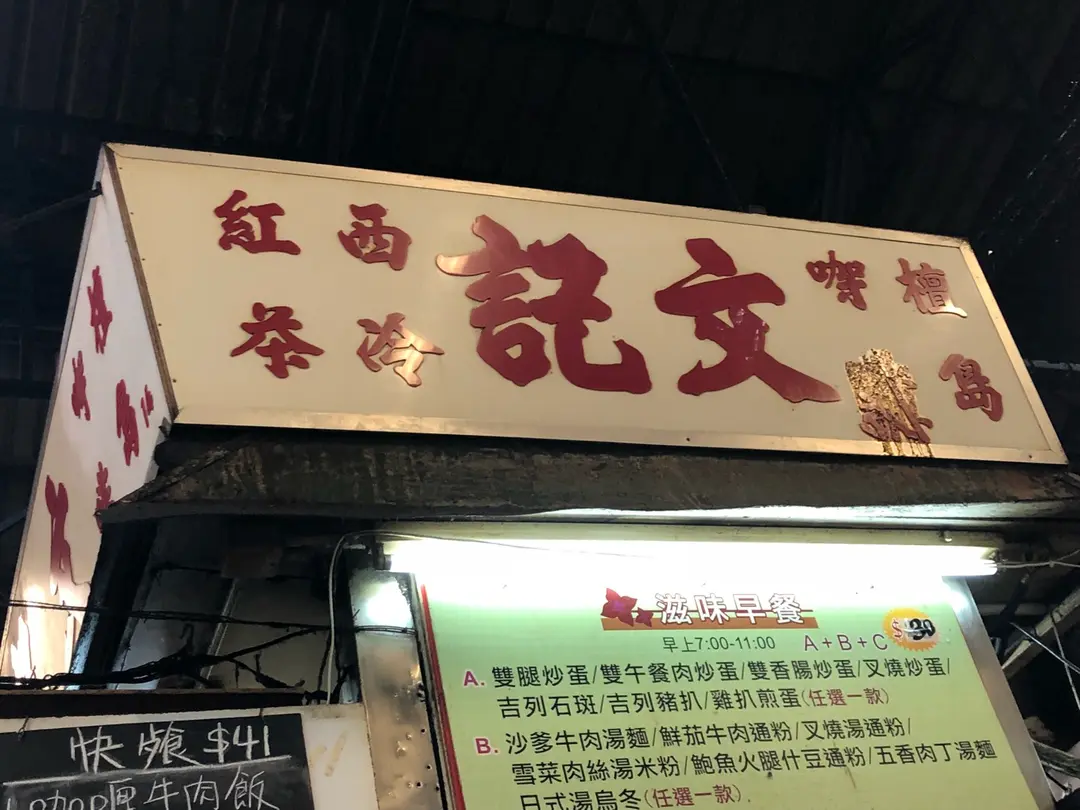 檀島
㗎
文記
西冷
紅茶
滋味早餐
早上7:00-11:00 A+B+C
A. 雙腿炒蛋/雙午餐肉炒蛋/雙香腸炒蛋/叉燒炒蛋/
吉列石斑/吉列豬扒/雞扒煎蛋(任選一款)
B. 沙爹牛肉湯麵/鮮茄牛肉通粉/叉燒湯通粉/
雪菜肉絲湯米粉/鮑魚火腿什豆通粉/五香肉丁湯麵
日式湯烏冬(任選一款)
快 $41
牛肉飯